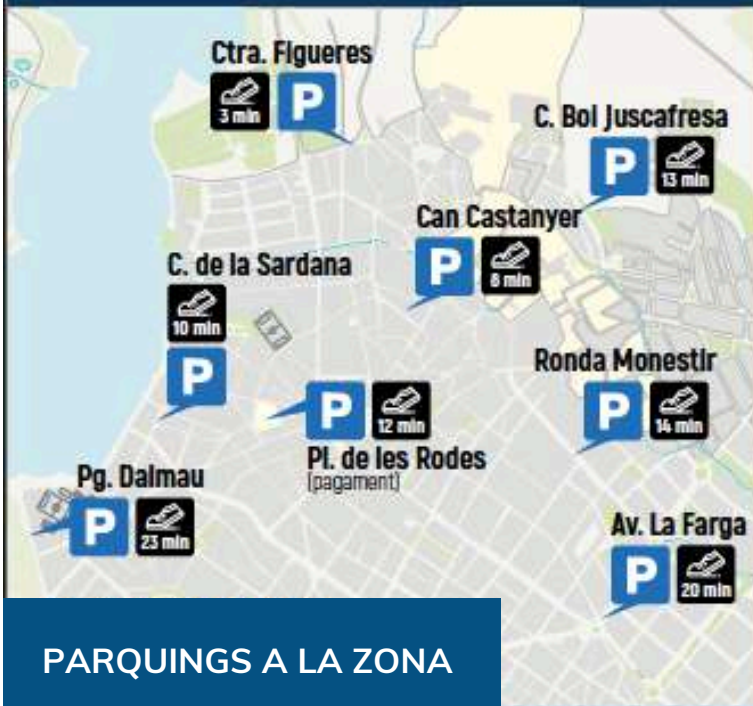 Ctra. Figueres
3 min
P
C. Boi Juscafresa
P
13 min
Can Castanyer
P
8 min
C. de la Sardana
10 min
P
Ronda Monestir
P
14 min
P
12 min
Pl. de les Rodes
(pagament)
Pg. Dalmau
P
23 min
Av. La Farga
P
20 min
PARQUINGS A LA ZONA